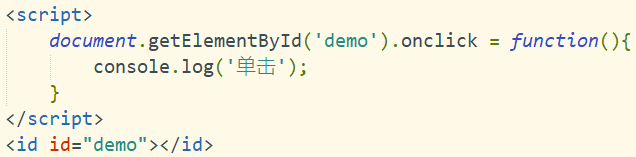 <script>
    document.getElementById('demo').onclick = function(){
        console.log('单击');
    }
</script>
<id id="demo"></id>